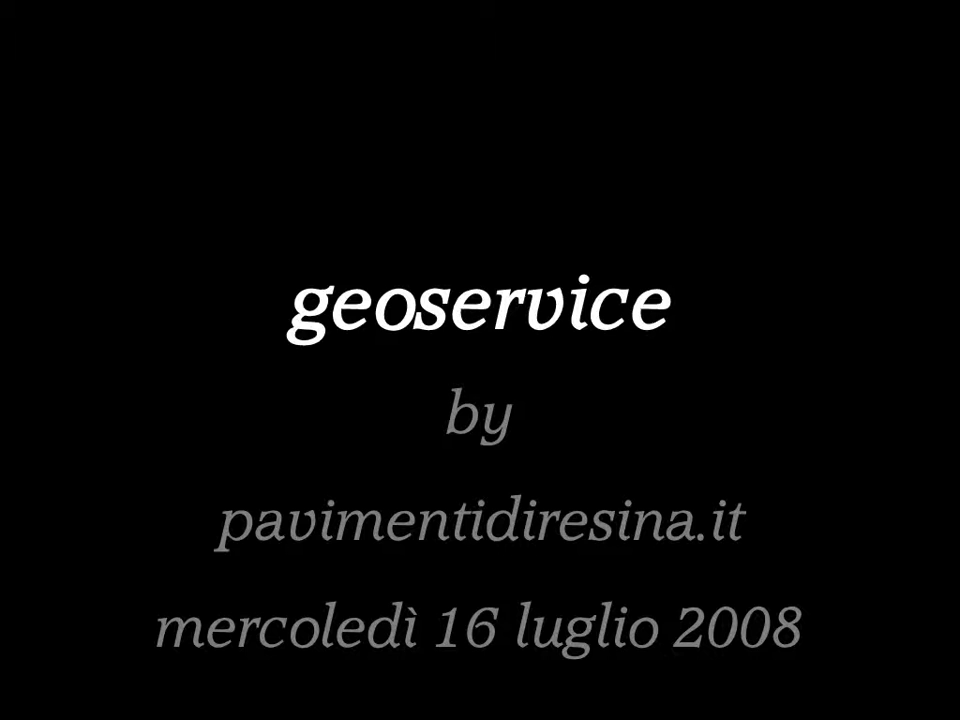 geoservice
by
pavimentidiresina.it
mercoledì 16 luglio 2008